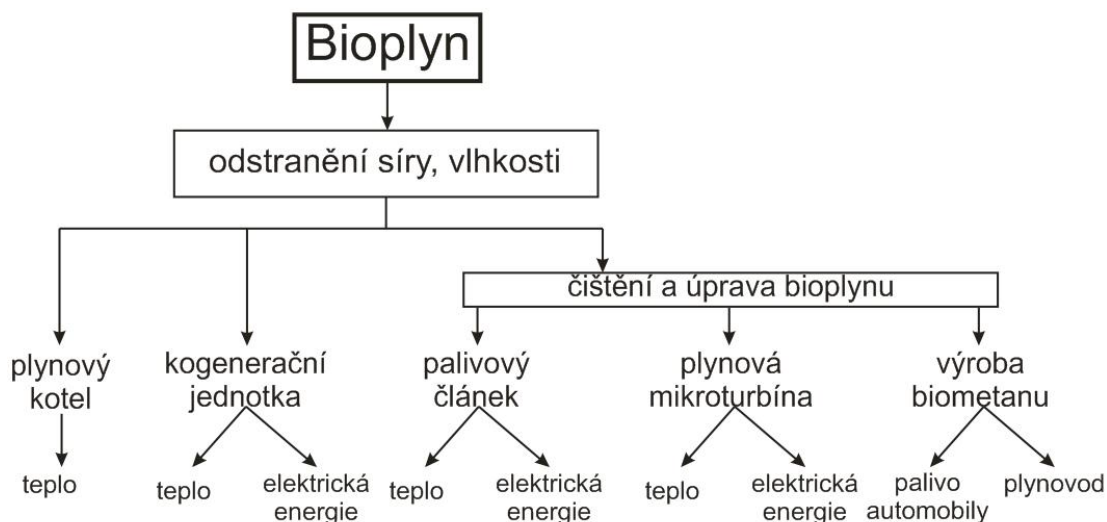 Bioplyn
odstranění síry, vlhkosti
čištění a úprava bioplynu
plynový
kotel
kogenerační
jednotka
palivový
článek
plynová
mikroturbína
výroba
biometanu
teplo
teplo
elektrická
energie
teplo
elektrická
energie
teplo
elektrická
energie
palivo
automobily
plynovod